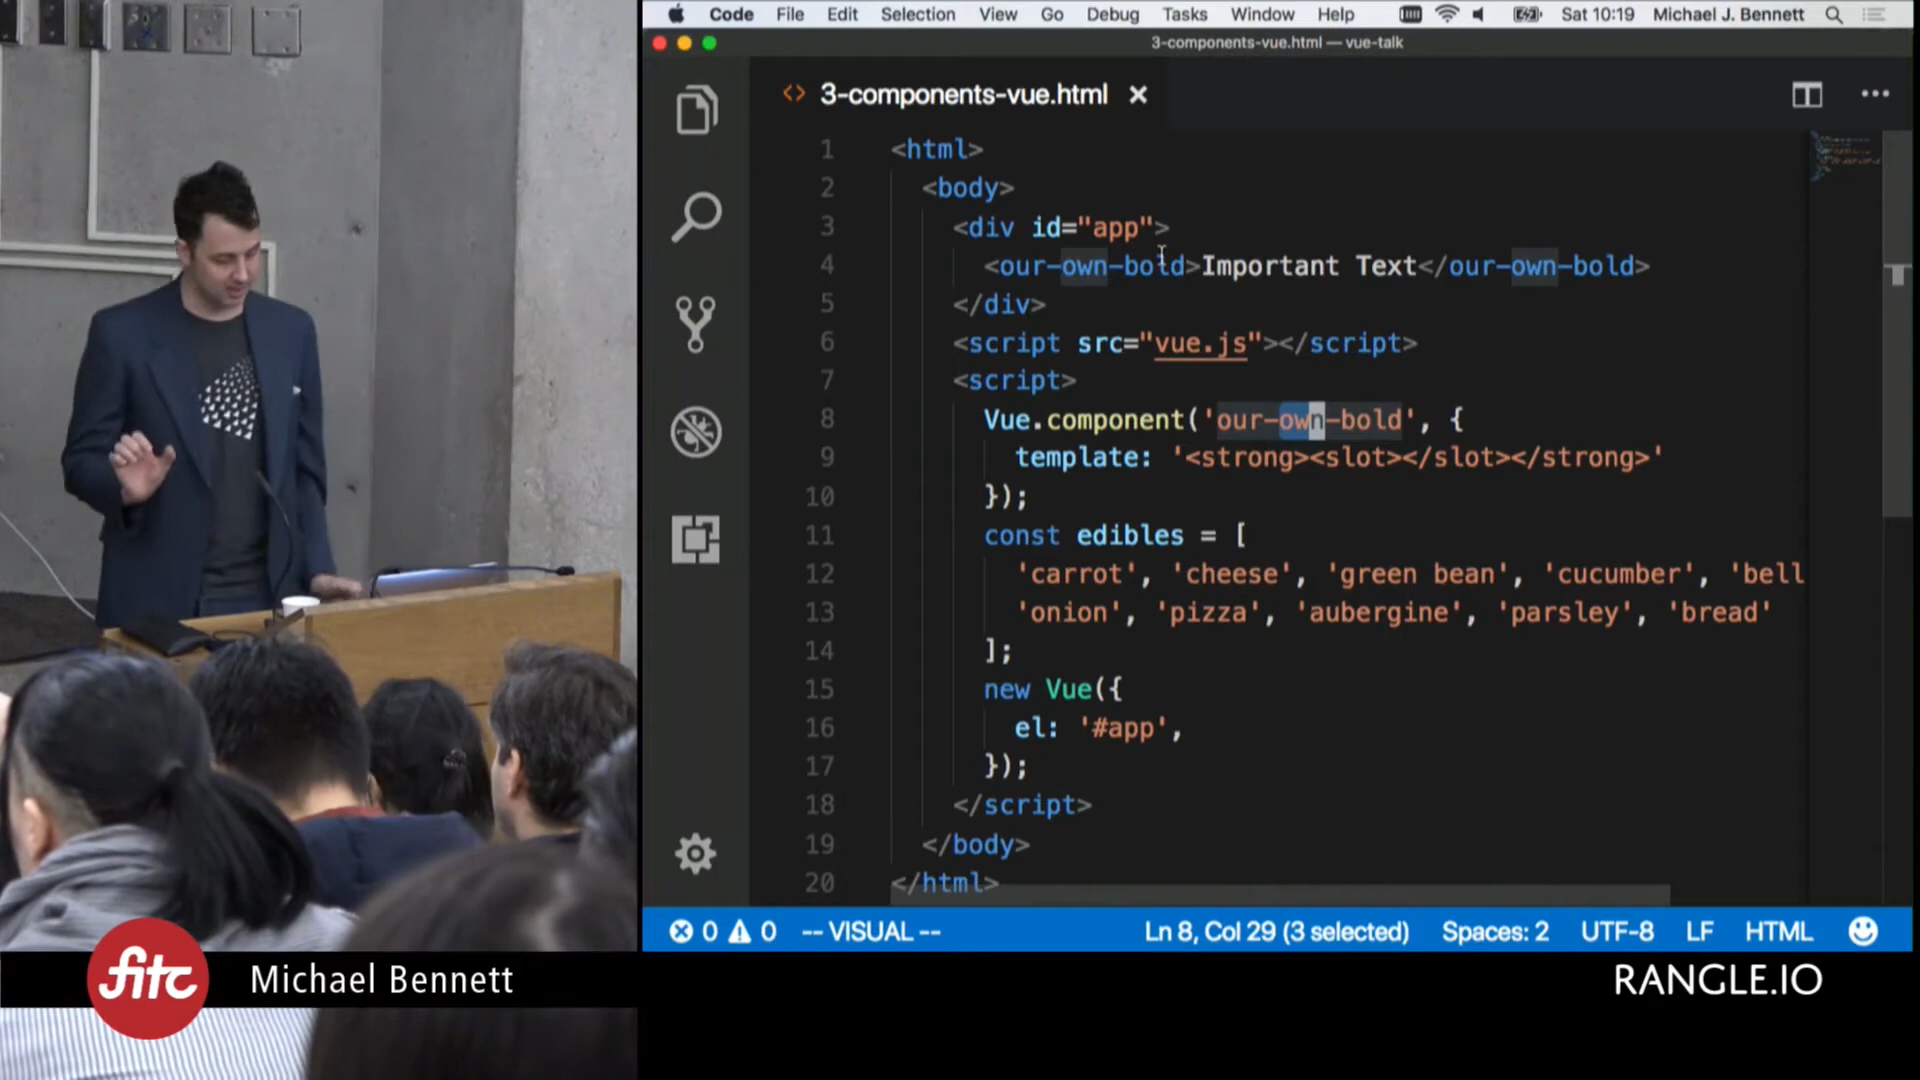 Code File Edit Selection View Go Debug Tasks Window Help Sat 10:19 Michael J. Bennett
3-components-vue.html — vue-talk
<> 3-components-vue.html ×
1 <html>
2 <body>
3 <div id="app">
4 <our-own-bold>Important Text</our-own-bold>
5 </div>
6 <script src="vue.js"></script>
7 <script>
8 Vue.component('our-own-bold', {
9 template: '<strong><slot></slot></strong>'
10 });
11 const edibles = [
12 'carrot', 'cheese', 'green bean', 'cucumber', 'bell
13 'onion', 'pizza', 'aubergine', 'parsley', 'bread'
14 ];
15 new Vue({
16 el: '#app',
17 });
18 </script>
19 </body>
20 </html>
0 0 -- VISUAL -- Ln 8, Col 29 (3 selected) Spaces: 2 UTF-8 LF HTML
fitc Michael Bennett RANGLE.IO